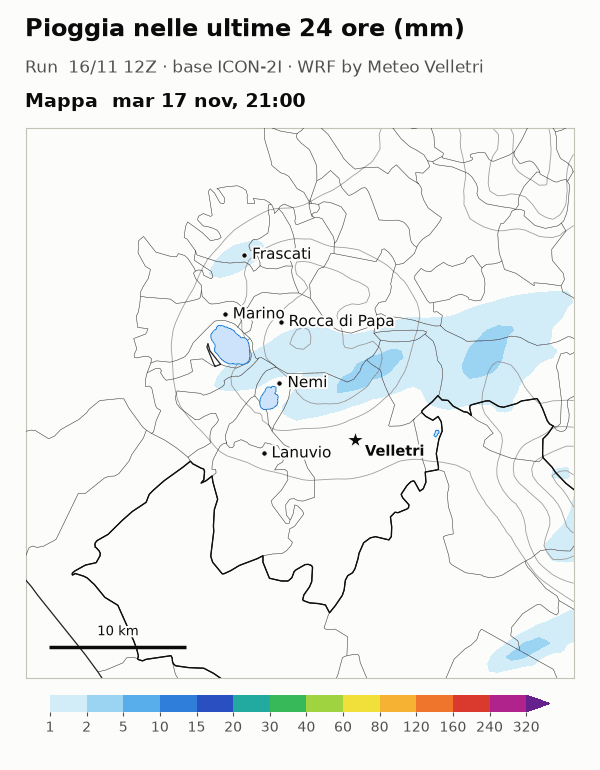 Pioggia nelle ultime 24 ore (mm)
Run 16/11 12Z · base ICON-2I · WRF by Meteo Velletri
Mappa mar 17 nov, 21:00
Frascati
Marino
Rocca di Papa
Nemi
Velletri
Lanuvio
10 km
1 2 5 10 15 20 30 40 60 80 120 160 240 320